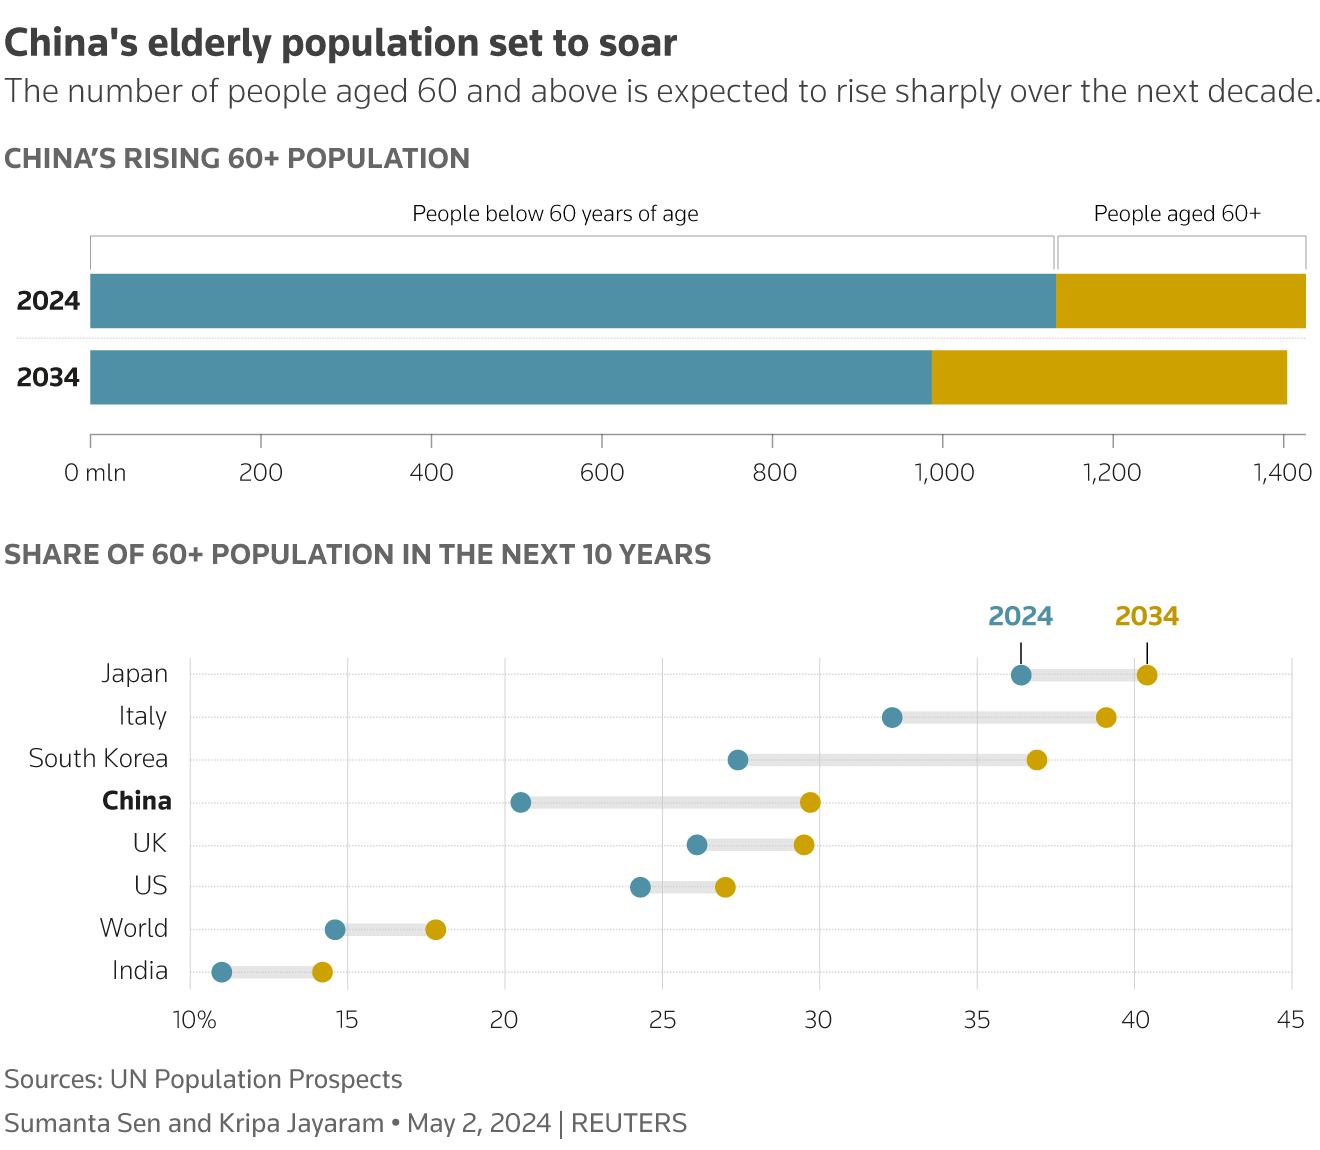 China's elderly population set to soar
The number of people aged 60 and above is expected to rise sharply over the next decade.
CHINA’S RISING 60+ POPULATION
People below 60 years of age People aged 60+
2024
2034
0 mln 200 400 600 800 1,000 1,200 1,400
SHARE OF 60+ POPULATION IN THE NEXT 10 YEARS
2024 2034
Japan
Italy
South Korea
China
UK
US
World
India
10% 15 20 25 30 35 40 45
Sources: UN Population Prospects
Sumanta Sen and Kripa Jayaram • May 2, 2024 | REUTERS